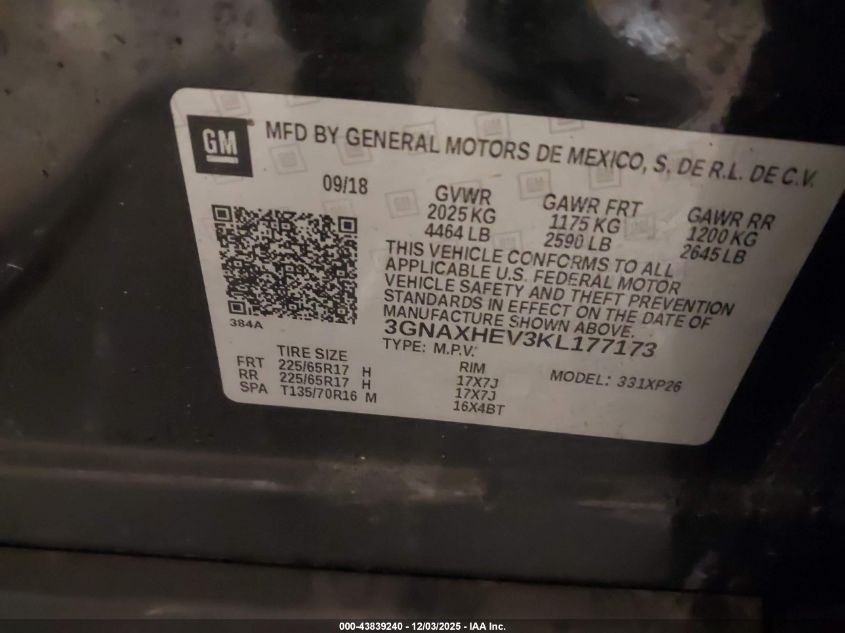 GM
MFD BY GENERAL MOTORS DE MEXICO, S. DE R.L. DE C.V.
09/18
GVWR
2025 KG
4464 LB
GAWR FRT
1175 KG
2590 LB
GAWR RR
1200 KG
2645 LB
THIS VEHICLE CONFORMS TO ALL
APPLICABLE U.S. FEDERAL MOTOR
VEHICLE SAFETY AND THEFT PREVENTION
STANDARDS IN EFFECT ON THE DATE OF
MANUFACTURE SHOWN ABOVE.
384A
3GNAXHEV3KL177173
TYPE: M.P.V.
MODEL: 331XP26
TIRE SIZE RIM
FRT 225/65R17 H 17X7J
RR 225/65R17 H 17X7J
SPA T135/70R16 M 16X4BT
000-43839240 - 12/03/2025 - IAA Inc.